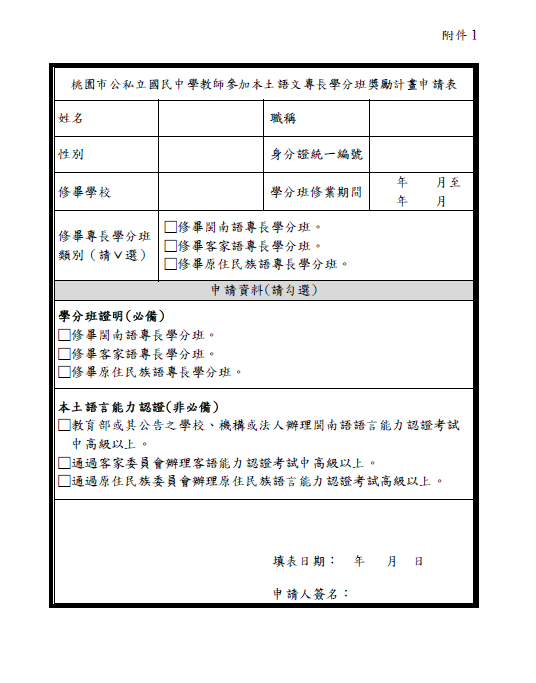 附件 1
桃園市公私立國民中學教師參加本土語文專長學分班獎勵計畫申請表
姓名
職稱
性別
身分證統一編號
修畢學校
學分班修業期間
年 月至
年 月
修畢專長學分班
類別（請∨選）
□修畢閩南語專長學分班。
□修畢客家語專長學分班。
□修畢原住民族語專長學分班。
申請資料(請勾選)
學分班證明(必備)
□修畢閩南語專長學分班。
□修畢客家語專長學分班。
□修畢原住民族語專長學分班。
本土語言能力認證(非必備)
□教育部或其公告之學校、機構或法人辦理閩南語語言能力認證考試
中高級以上。
□通過客家委員會辦理客語能力認證考試中高級以上。
□通過原住民族委員會辦理原住民族語言能力認證考試高級以上。
填表日期： 年 月 日
申請人簽名：